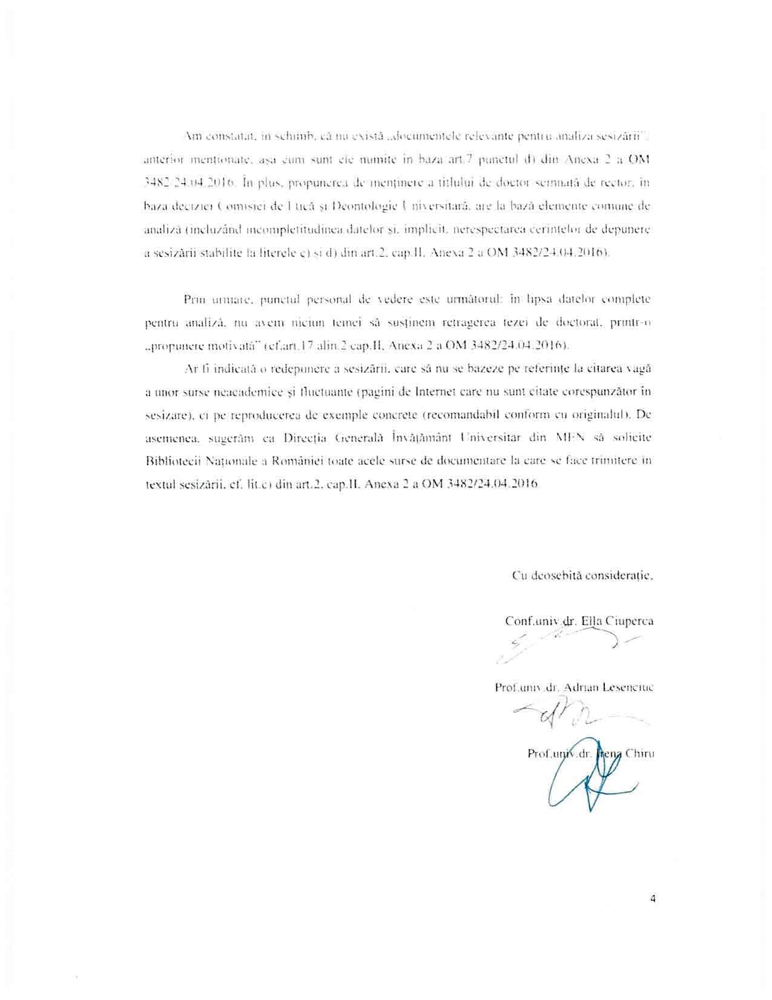 Am constatat, in schimb, că nu există „documentele relevante pentru analiza sesizării",
anterior menționate, așa cum sunt ele numite in baza art.7 punctul d) din Anexa 2 a OM
3482/24.04.2016. În plus, propunerea de menținere a titlului de doctor semnată de rector, in
baza deciziei Comisiei de Etică și Deontologie Universitară, are la bază elemente comune de
analiză (incluzând incompletitudinea datelor și, implicit, nerespectarea cerințelor de depunere
a sesizării stabilite la literele c) și d) din art.2, cap.II, Anexa 2 a OM 3482/24.04.2016).
Prin urmare, punctul personal de vedere este următorul: în lipsa datelor complete
pentru analiză, nu avem niciun temei să susținem retragerea tezei de doctorat, printr-o
„propunere motivată" (cf.art.17 alin.2 cap.II, Anexa 2 a OM 3482/24.04.2016).
Ar fi indicată o redepunere a sesizării, care să nu se bazeze pe referințe la citarea vagă
a unor surse neacademice și fluctuante (pagini de Internet care nu sunt citate corespunzător în
sesizare), ci pe reproducerea de exemple concrete (recomandabil conform cu originalul). De
asemenea, sugerăm ca Direcția Generală Învățământ Universitar din MEN să solicite
Bibliotecii Naționale a României toate acele surse de documentare la care se face trimitere in
textul sesizării, cf. lit.c) din art.2, cap.II, Anexa 2 a OM 3482/24.04.2016.
Cu deosebită considerație,
Conf.univ.dr. Ella Ciuperca
Prof.univ.dr. Adrian Lesenciuc
Prof.univ.dr. Irena Chiru
4